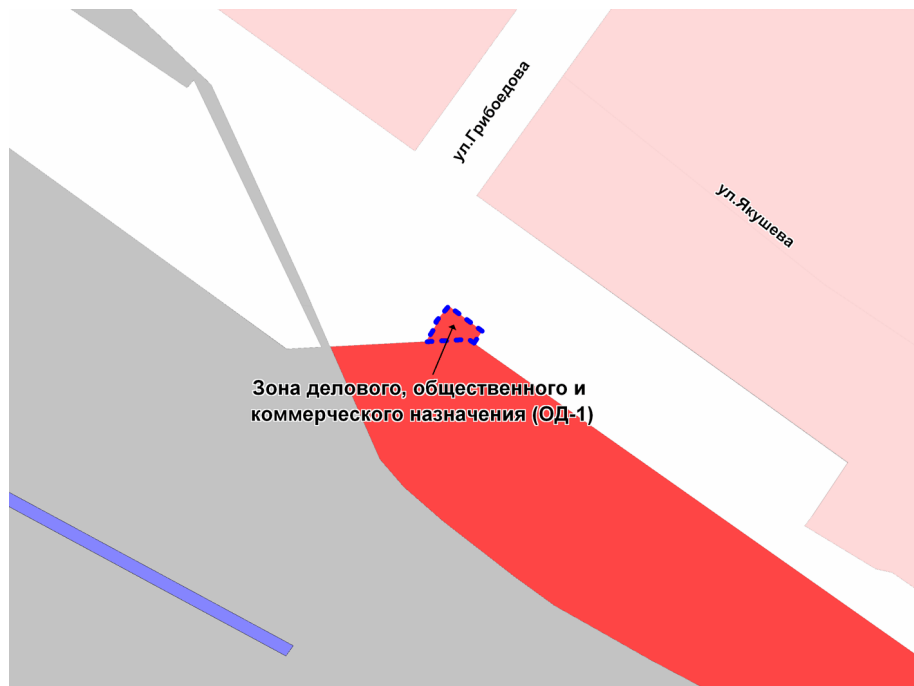 ул.Грибоедова
ул.Якушева
Зона делового, общественного и
коммерческого назначения (ОД-1)